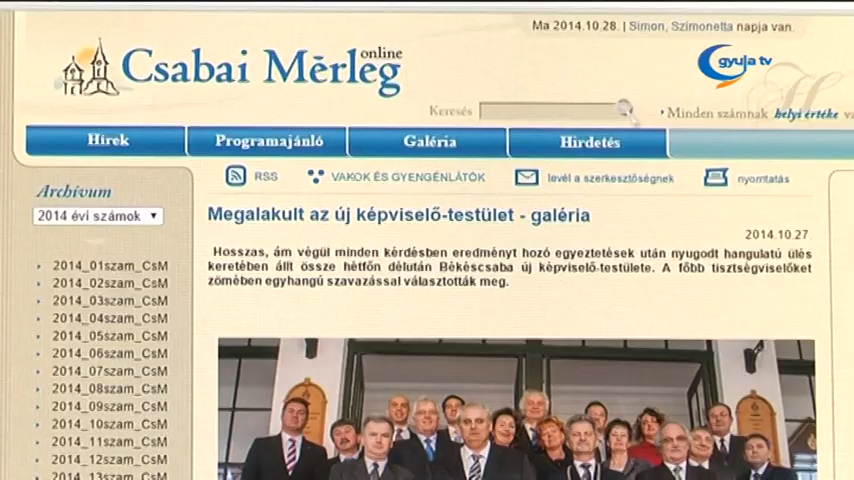 Ma 2014.10.28. | Simon, Szimonetta napja van.
Csabai Mérleg
online
gyula tv
Keresés
Minden számnak helyi értéke va
Hírek
Programajánló
Galéria
Hirdetés
RSS
VAKOK ÉS GYENGÉNLÁTÓK
levél a szerkesztőségnek
nyomtatás
Archívum
2014 évi számok
Megalakult az új képviselő-testület - galéria
2014.10.27.
Hosszas, ám végül minden kérdésben eredményt hozó egyeztetések után nyugodt hangulatú ülés
keretében állt össze hétfőn délután Békéscsaba új képviselő-testülete. A főbb tisztségviselőket
zömében egyhangú szavazással választották meg.
2014_01szam_CsM
2014_02szam_CsM
2014_03szam_CsM
2014_04szam_CsM
2014_05szam_CsM
2014_06szam_CsM
2014_07szam_CsM
2014_08szam_CsM
2014_09szam_CsM
2014_10szam_CsM
2014_11szam_CsM
2014_12szam_CsM
2014_13szam_CsM